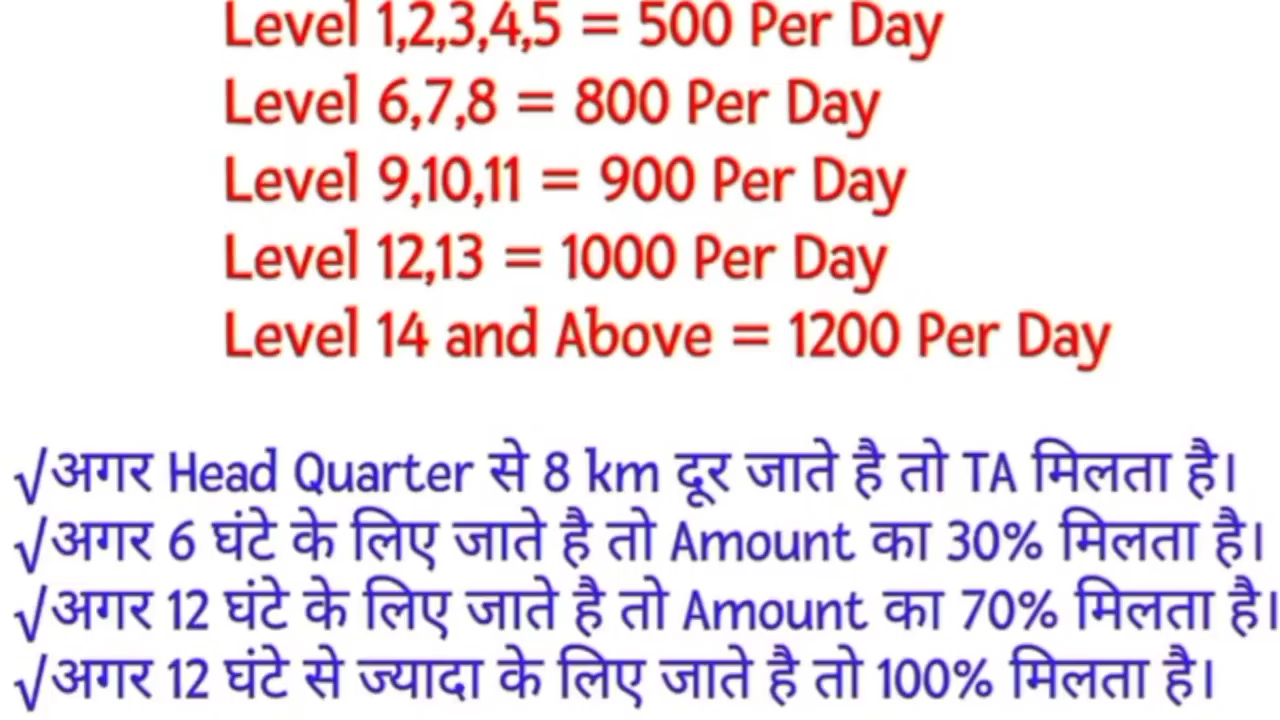 Level 1,2,3,4,5 = 500 Per Day
Level 6,7,8 = 800 Per Day
Level 9,10,11 = 900 Per Day
Level 12,13 = 1000 Per Day
Level 14 and Above = 1200 Per Day
√अगर Head Quarter से 8 km दूर जाते है तो TA मिलता है।
√अगर 6 घंटे के लिए जाते है तो Amount का 30% मिलता है।
√अगर 12 घंटे के लिए जाते है तो Amount का 70% मिलता है।
√अगर 12 घंटे से ज्यादा के लिए जाते है तो 100% मिलता है।